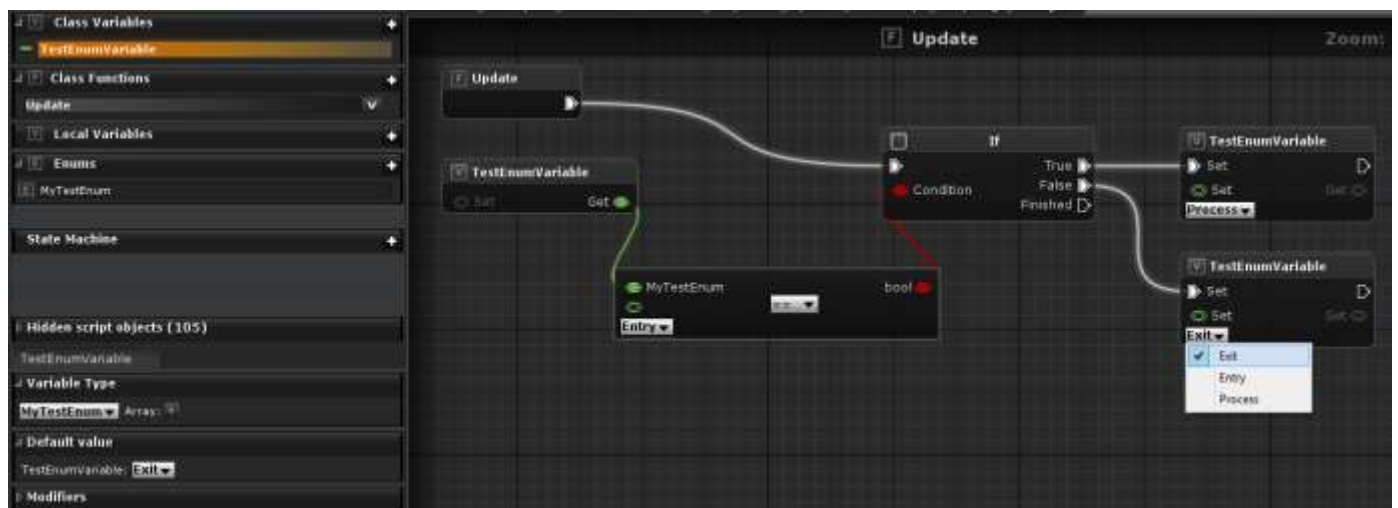 Class Variables
TestEnumVariable
Class Functions
Update
Local Variables
Enums
MyTestEnum
State Machine
Hidden script objects (105)
TestEnumVariable
Variable Type
MyTestEnum Array:
Default value
TestEnumVariable: Exit
Modifiers
F Update
Zoom:
Update
TestEnumVariable
Set Get
MyTestEnum
==
bool
Entry
If
True
Condition False
Finished
TestEnumVariable
Set
Set Get
Process
TestEnumVariable
Set
Set Get
Exit
Exit
Entry
Process